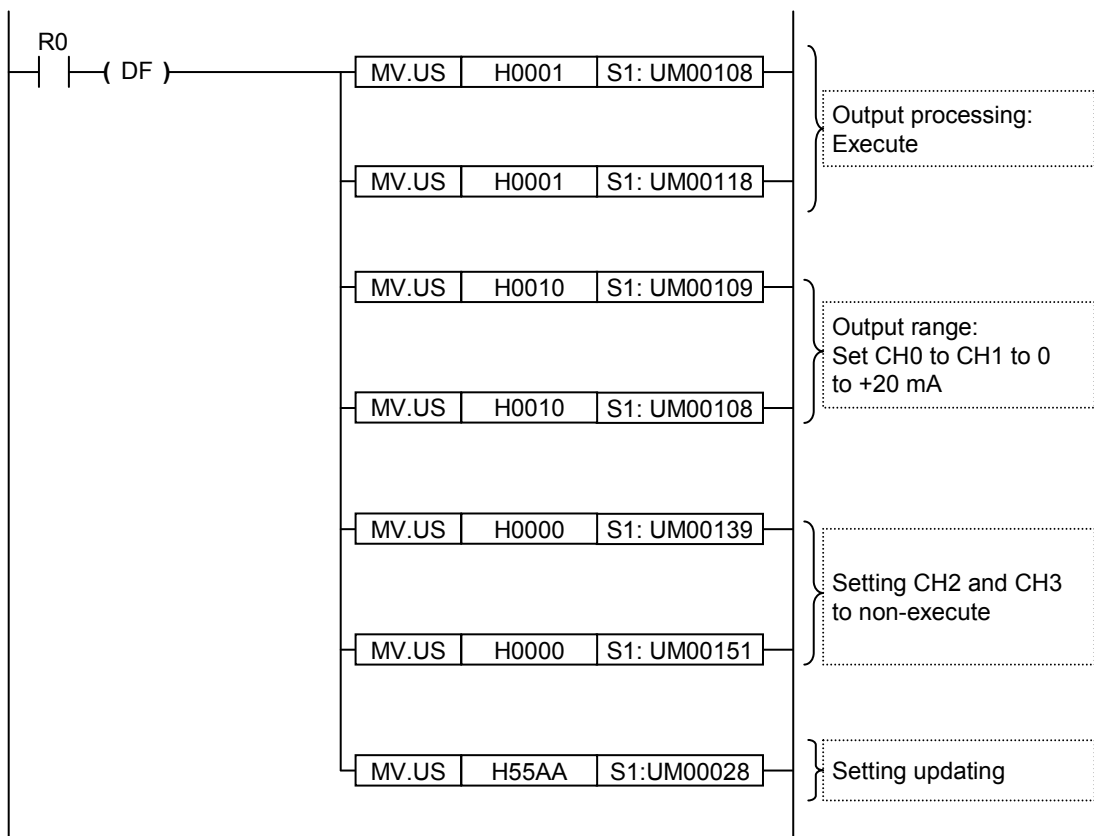 R0
( DF )
MV.US H0001 S1: UM00108
Output processing:
Execute
MV.US H0001 S1: UM00118
MV.US H0010 S1: UM00109
Output range:
Set CH0 to CH1 to 0
to +20 mA
MV.US H0010 S1: UM00108
MV.US H0000 S1: UM00139
Setting CH2 and CH3
to non-execute
MV.US H0000 S1: UM00151
MV.US H55AA S1:UM00028
Setting updating